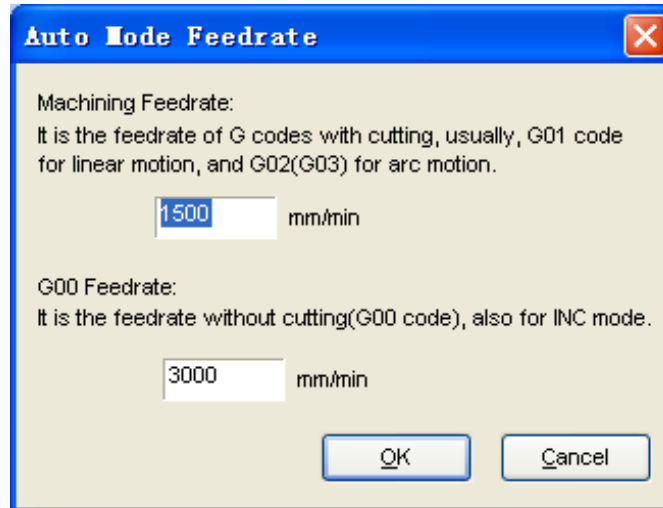 Auto Mode Feedrate
Machining Feedrate:
It is the feedrate of G codes with cutting, usually, G01 code
for linear motion, and G02(G03) for arc motion.
1500 mm/min
G00 Feedrate:
It is the feedrate without cutting(G00 code), also for INC mode.
3000 mm/min
OK Cancel